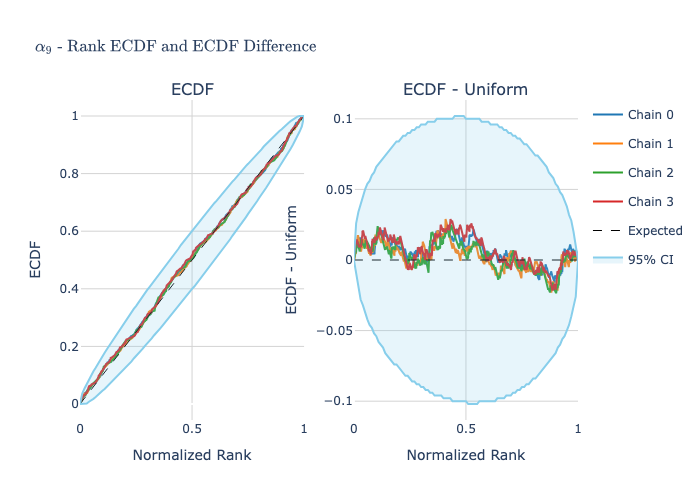 α₉ - Rank ECDF and ECDF Difference
ECDF
ECDF - Uniform
1
0.8
0.6
0.4
0.2
0
0
0.5
1
ECDF
Normalized Rank
0.1
0.05
0
−0.05
−0.1
0
0.5
1
ECDF - Uniform
Normalized Rank
Chain 0
Chain 1
Chain 2
Chain 3
Expected
95% CI